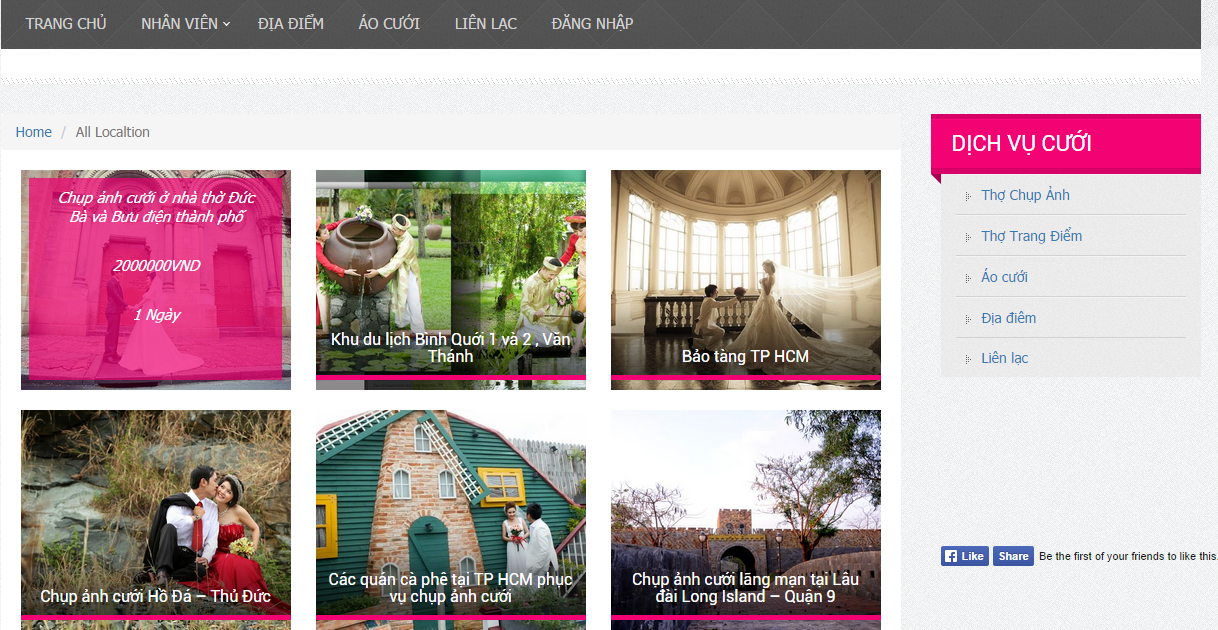 TRANG CHỦ NHÂN VIÊN ĐỊA ĐIỂM ÁO CƯỚI LIÊN LẠC ĐĂNG NHẬP
Home / All Localtion
Chụp ảnh cưới ở nhà thờ Đức
Bà và Bưu điện thành phố
2000000VND
1 Ngày
Khu du lịch Bình Quới 1 và 2 , Văn
Thánh
Bảo tàng TP HCM
Chụp ảnh cưới Hồ Đá – Thủ Đức
Các quán cà phê tại TP HCM phục
vụ chụp ảnh cưới
Chụp ảnh cưới lãng mạn tại Lâu
đài Long Island – Quận 9
DỊCH VỤ CƯỚI
Thợ Chụp Ảnh
Thợ Trang Điểm
Áo cưới
Địa điêm
Liên lạc
Like Share Be the first of your friends to like this.